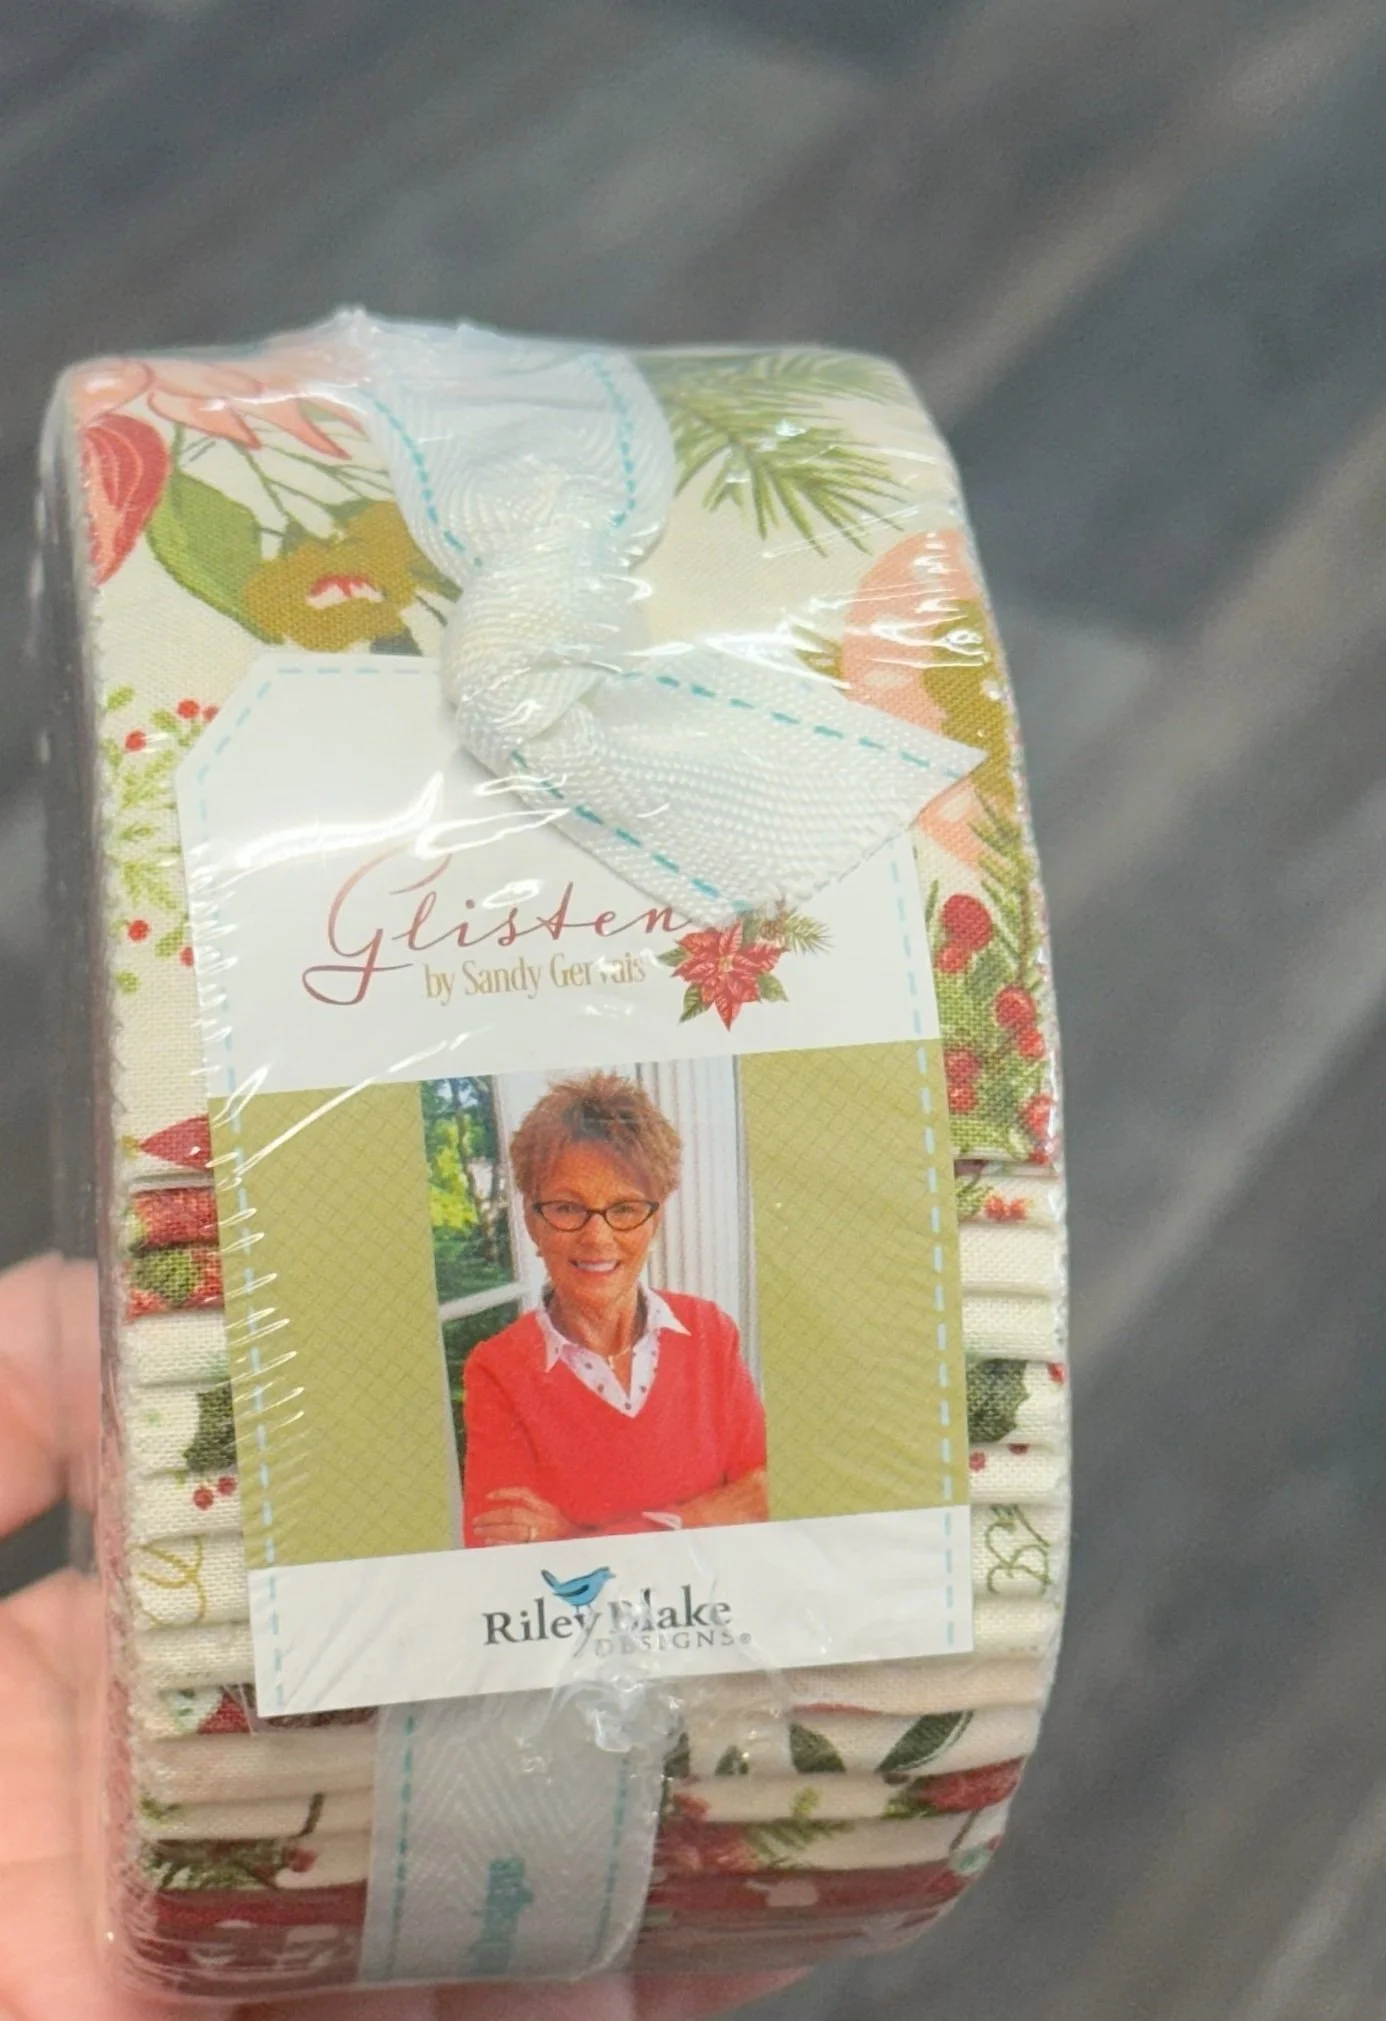 Glisten
by Sandy Gervais
Riley Blake
DESIGNS®